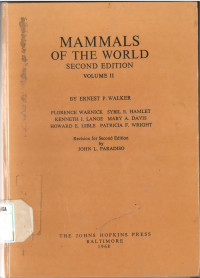 MAMMALS
OF THE WORLD
SECOND EDITION
VOLUME II
BY ERNEST P. WALKER
FLORENCE WARNICK SYBIL E. HAMLET
KENNETH I. LANGE MARY A. DAVIS
HOWARD E. UIBLE PATRICIA F. WRIGHT
Revision for Second Edition
by
JOHN L. PARADISO
THE JOHNS HOPKINS PRESS
BALTIMORE
1968